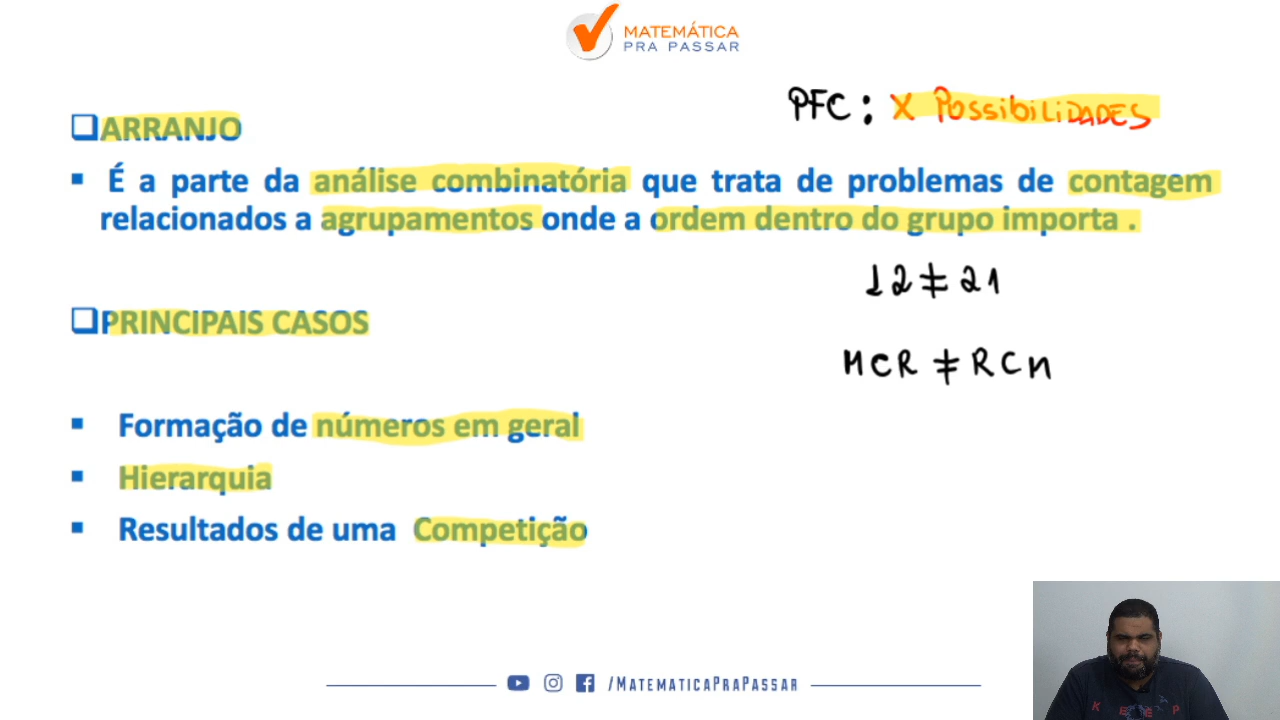 MATEMÁTICA
PRA PASSAR
PFC: X POSSIBILIDADES
ARRANJO
É a parte da análise combinatória que trata de problemas de contagem
relacionados a agrupamentos onde a ordem dentro do grupo importa .
12 ≠ 21
PRINCIPAIS CASOS
MCR ≠ RCM
Formação de números em geral
Hierarquia
Resultados de uma Competição
/MATEMATICAPRAPASSAR